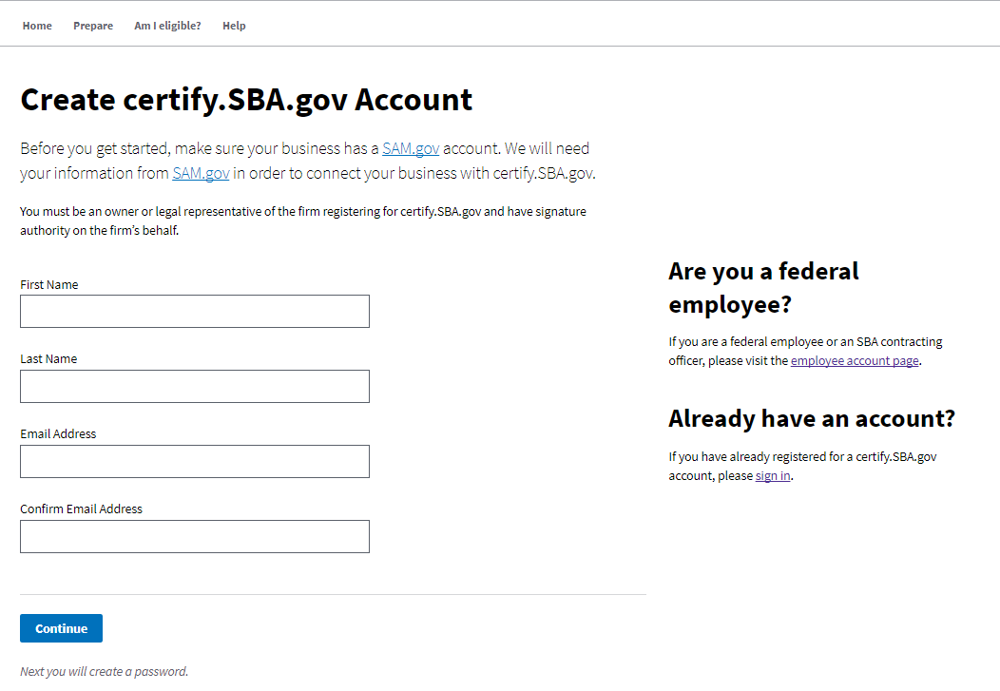 Home Prepare Am I eligible? Help
Create certify.SBA.gov Account
Before you get started, make sure your business has a SAM.gov account. We will need
your information from SAM.gov in order to connect your business with certify.SBA.gov.
You must be an owner or legal representative of the firm registering for certify.SBA.gov and have signature
authority on the firm’s behalf.
First Name
Last Name
Email Address
Confirm Email Address
Continue
Next you will create a password.
Are you a federal
employee?
If you are a federal employee or an SBA contracting
officer, please visit the employee account page.
Already have an account?
If you have already registered for a certify.SBA.gov
account, please sign in.